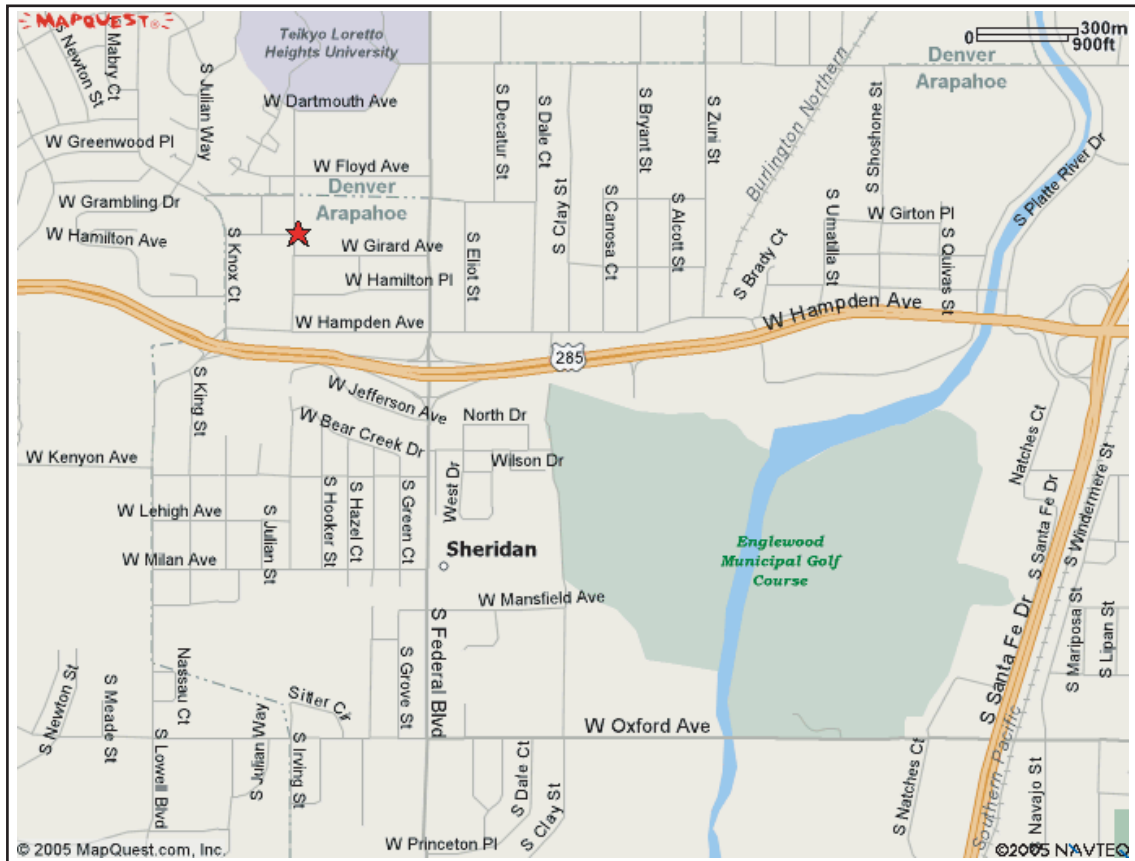 MAPQUEST®
Teikyo Loretto
Heights University
0 300m
900ft
Denver
Arapahoe
S Newton St
S Mabry Ct
S Julian Way
W Dartmouth Ave
S Decatur St
S Dale Ct
S Bryant St
S Zuni St
Burlington Northern
S Shoshone St
S Platte River Dr
W Greenwood Pl
W Floyd Ave
Denver
Arapahoe
S Clay St
S Canosa Ct
S Alcott St
W Grambling Dr
W Hamilton Ave
S Knox Ct
W Girard Ave
W Hamilton Pl
S Eliot St
S Brady Ct
S Umatilla St
W Girton Pl
S Quivas St
W Hampden Ave
W Hampden Ave
285
S King St
W Jefferson Ave
W Bear Creek Dr
North Dr
Wilson Dr
West Dr
Natches Ct
S Santa Fe Dr
S Windermere St
W Kenyon Ave
W Lehigh Ave
W Milan Ave
S Julian St
S Hooker St
S Hazel Ct
S Green Ct
Sheridan
Englewood
Municipal Golf
Course
W Mansfield Ave
S Federal Blvd
S Grove St
S Santa Fe Dr
S Mariposa St
S Lipan St
S Newton St
S Meade St
Nassau Ct
S Lowell Blvd
S Julian Way
Sitter Cir
S Irving St
W Oxford Ave
S Dale Ct
S Clay St
S Natches Ct
Southern Pacific
S Navajo St
W Princeton Pl
© 2005 MapQuest.com, Inc.
©2005 NAVTEQ